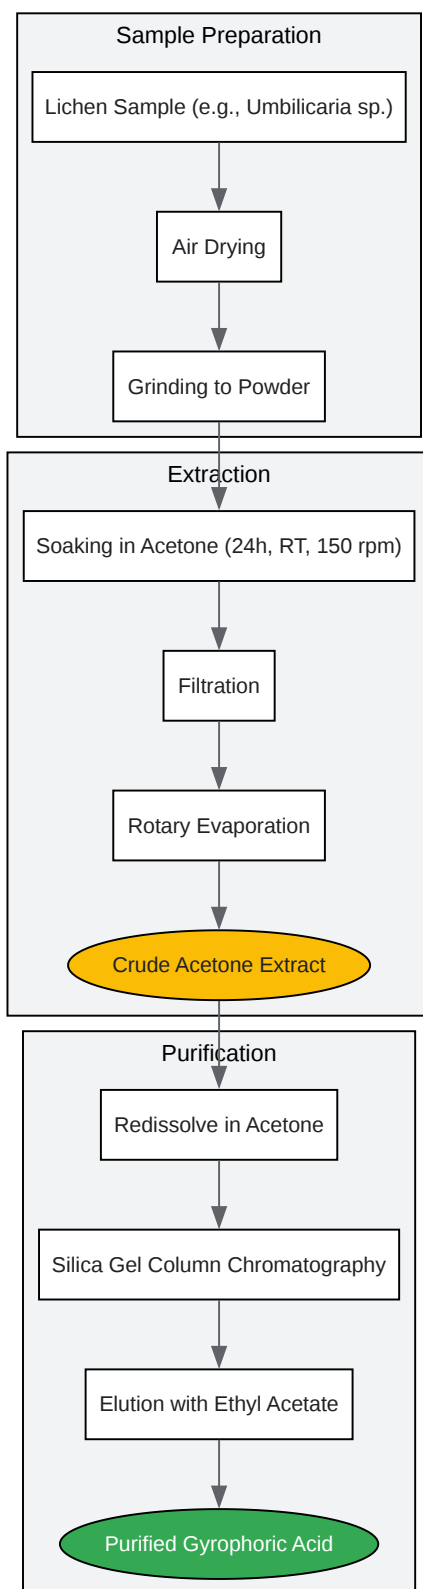 Sample Preparation
Lichen Sample (e.g., Umbilicaria sp.)
Air Drying
Grinding to Powder
Extraction
Soaking in Acetone (24h, RT, 150 rpm)
Filtration
Rotary Evaporation
Crude Acetone Extract
Purification
Redissolve in Acetone
Silica Gel Column Chromatography
Elution with Ethyl Acetate
Purified Gyrophoric Acid